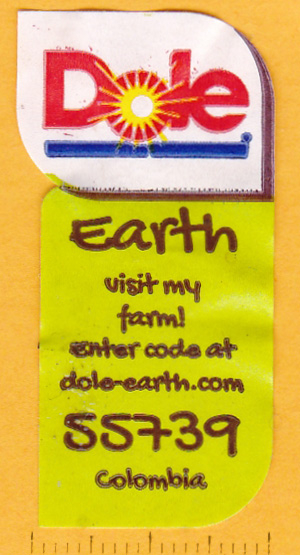 Dole
Earth
visit my
farm!
enter code at
dole-earth.com
55739
Colombia